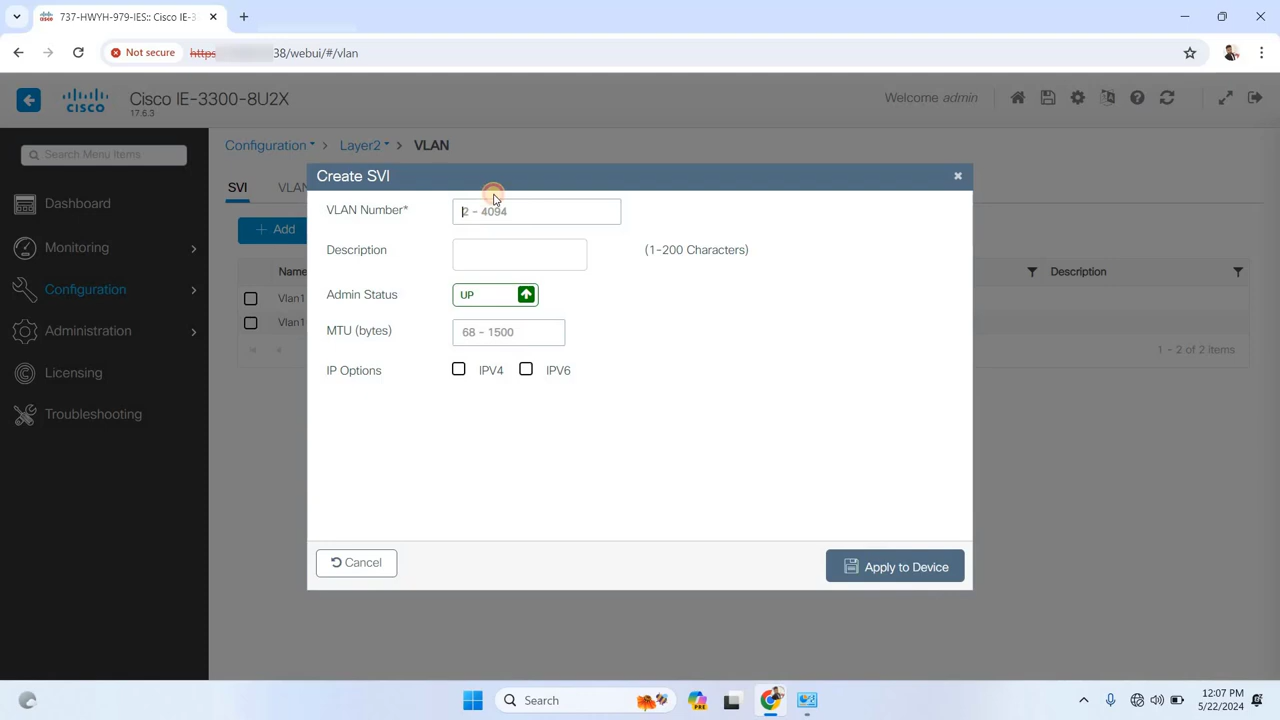 737-HWYH-979-IES:: Cisco IE-3
Not secure
https 38/webui/#/vlan
CISCO
Cisco IE-3300-8U2X
17.6.3
Welcome admin
Search Menu Items
Dashboard
Monitoring
Configuration
Administration
Licensing
Troubleshooting
Configuration > Layer2 > VLAN
SVI VLAN
+ Add
Name
Description
Vlan1
Vlan1
1 - 2 of 2 items
Create SVI
VLAN Number*
2 - 4094
Description
(1-200 Characters)
Admin Status
UP
MTU (bytes)
68 - 1500
IP Options
IPV4 IPV6
Cancel
Apply to Device
Search
PRE
12:07 PM
5/22/2024